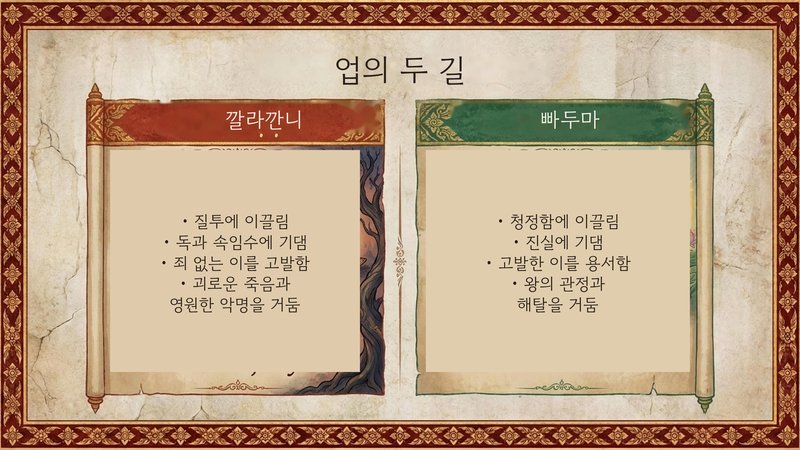 업의 두 길
깔라깐니
• 질투에 이끌림
• 독과 속임수에 기댐
• 죄 없는 이를 고발함
• 괴로운 죽음과
영원한 악명을 거둠
빠두마
• 청정함에 이끌림
• 진실에 기댐
• 고발한 이를 용서함
• 왕의 관정과
해탈을 거둠